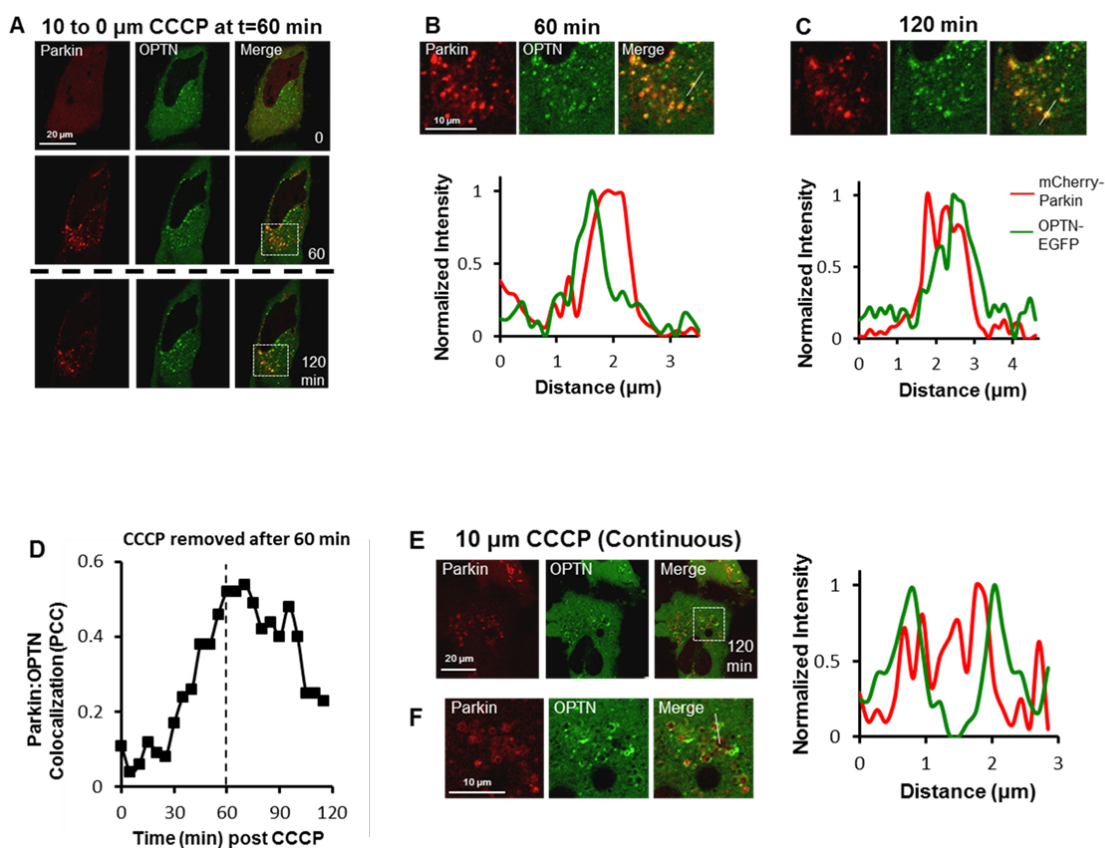 A 10 to 0 µm CCCP at t=60 min
Parkin OPTN Merge
20 µm
0
60
120
min
B 60 min
Parkin OPTN Merge
10 µm
Normalized Intensity
1
0.5
0
0 1 2 3
Distance (µm)
C 120 min
Normalized Intensity
1
0.5
0
0 1 2 3 4
Distance (µm)
mCherry-
Parkin
OPTN-
EGFP
D CCCP removed after 60 min
Parkin:OPTN
Colocalization (PCC)
0.6
0.4
0.2
0
0 30 60 90 120
Time (min) post CCCP
E 10 µm CCCP (Continuous)
Parkin OPTN Merge
20 µm
120
min
F
Parkin OPTN Merge
10 µm
Normalized Intensity
1
0.5
0
0 1 2 3
Distance (µm)